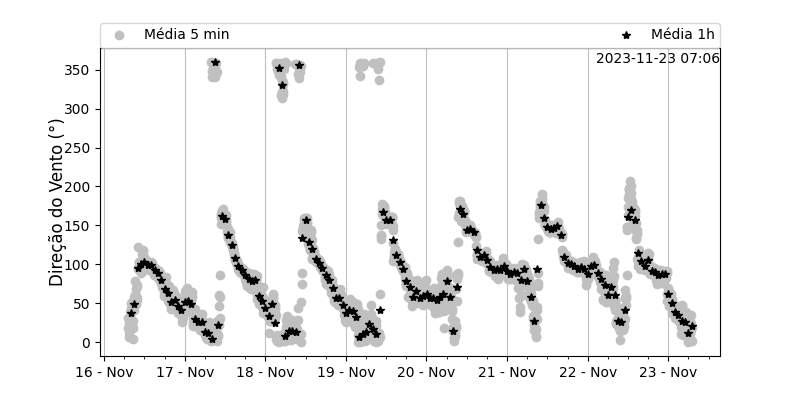 Média 5 min
Média 1h
2023-11-23 07:06
Direção do Vento (°)
350
300
250
200
150
100
50
0
16 - Nov
17 - Nov
18 - Nov
19 - Nov
20 - Nov
21 - Nov
22 - Nov
23 - Nov